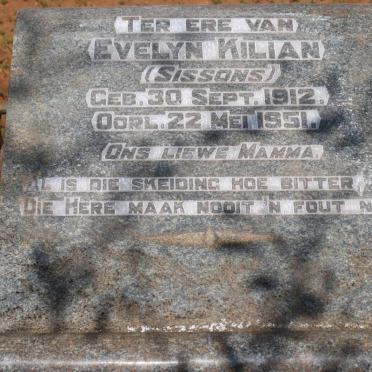 TER ERE VAN
EVELYN KILIAN
(SISSONS)
GEB. 30 SEPT. 1912.
OORL. 22 MEI 1951.
ONS LIEWE MAMMA.
AL IS DIE SKEIDING HOE BITTER,
DIE HERE MAAK NOOIT 'N FOUT N